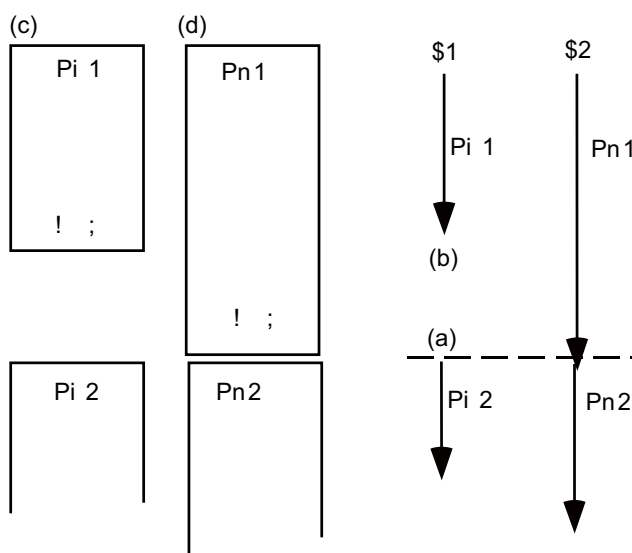 (c)
(d)
Pi 1
Pn1
! ;
! ;
Pi 2
Pn2
$1
$2
Pi 1
Pn1
(b)
(a)
Pi 2
Pn2